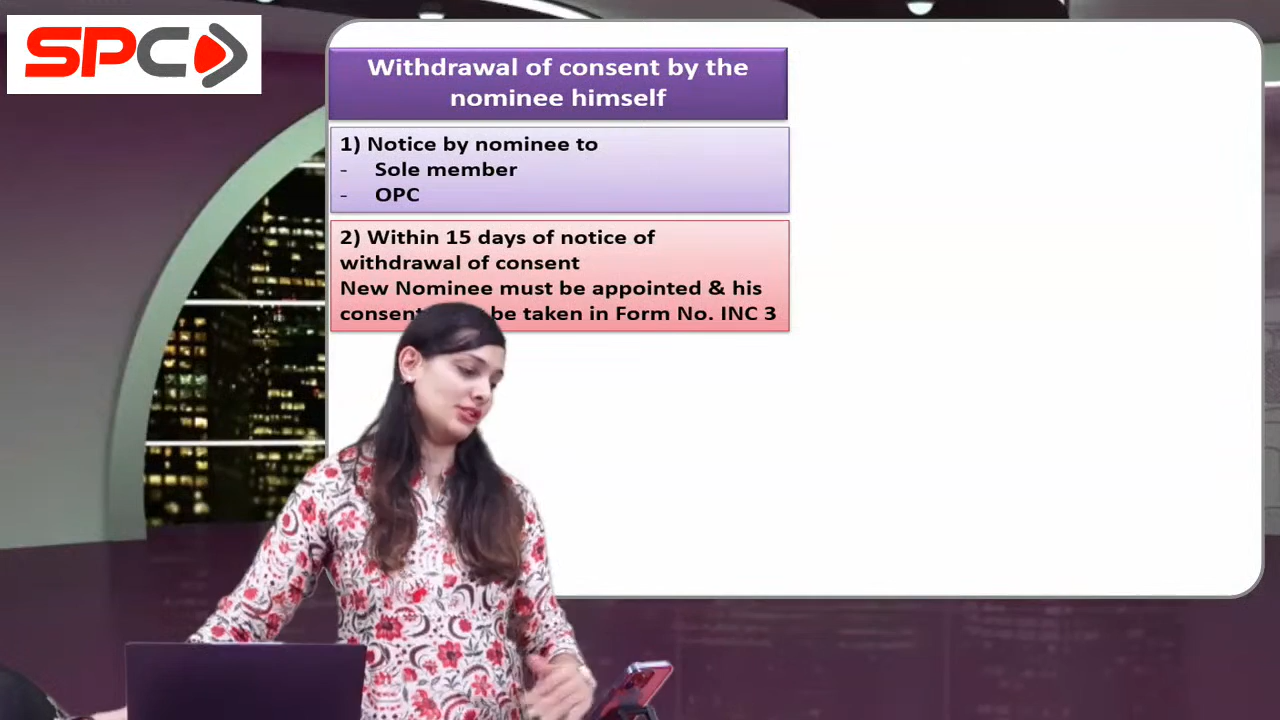 SPC
Withdrawal of consent by the
nominee himself
1) Notice by nominee to
- Sole member
- OPC
2) Within 15 days of notice of
withdrawal of consent
New Nominee must be appointed & his
consent be taken in Form No. INC 3